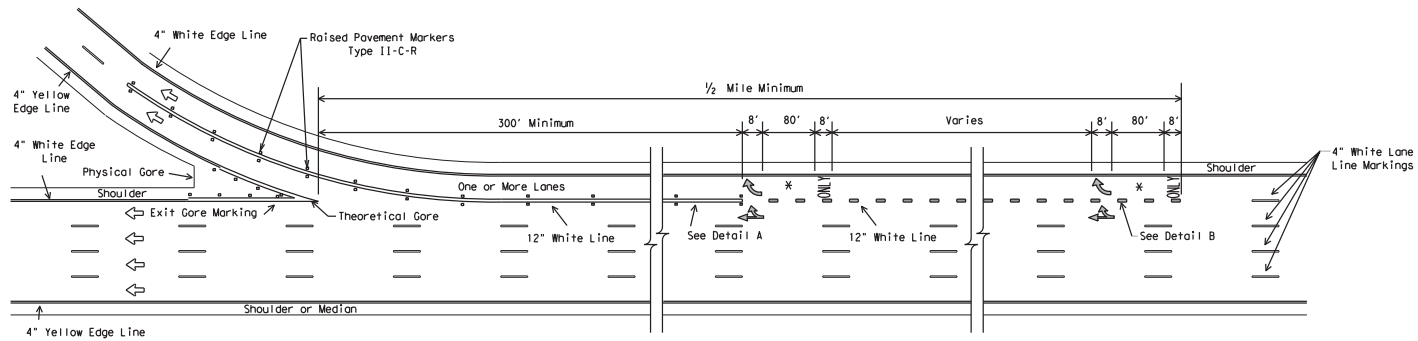 4" White Edge Line
Raised Pavement Markers
Type II-C-R
4" Yellow
Edge Line
½ Mile Minimum
300' Minimum
8'
80'
8'
Varies
8'
80'
8'
4" White Edge
Line
Physical Gore
Shoulder
One or More Lanes
*
ONLY
Shoulder
*
ONLY
4" White Lane
Line Markings
Exit Gore Marking
Theoretical Gore
12" White Line
See Detail A
12" White Line
See Detail B
Shoulder or Median
4" Yellow Edge Line